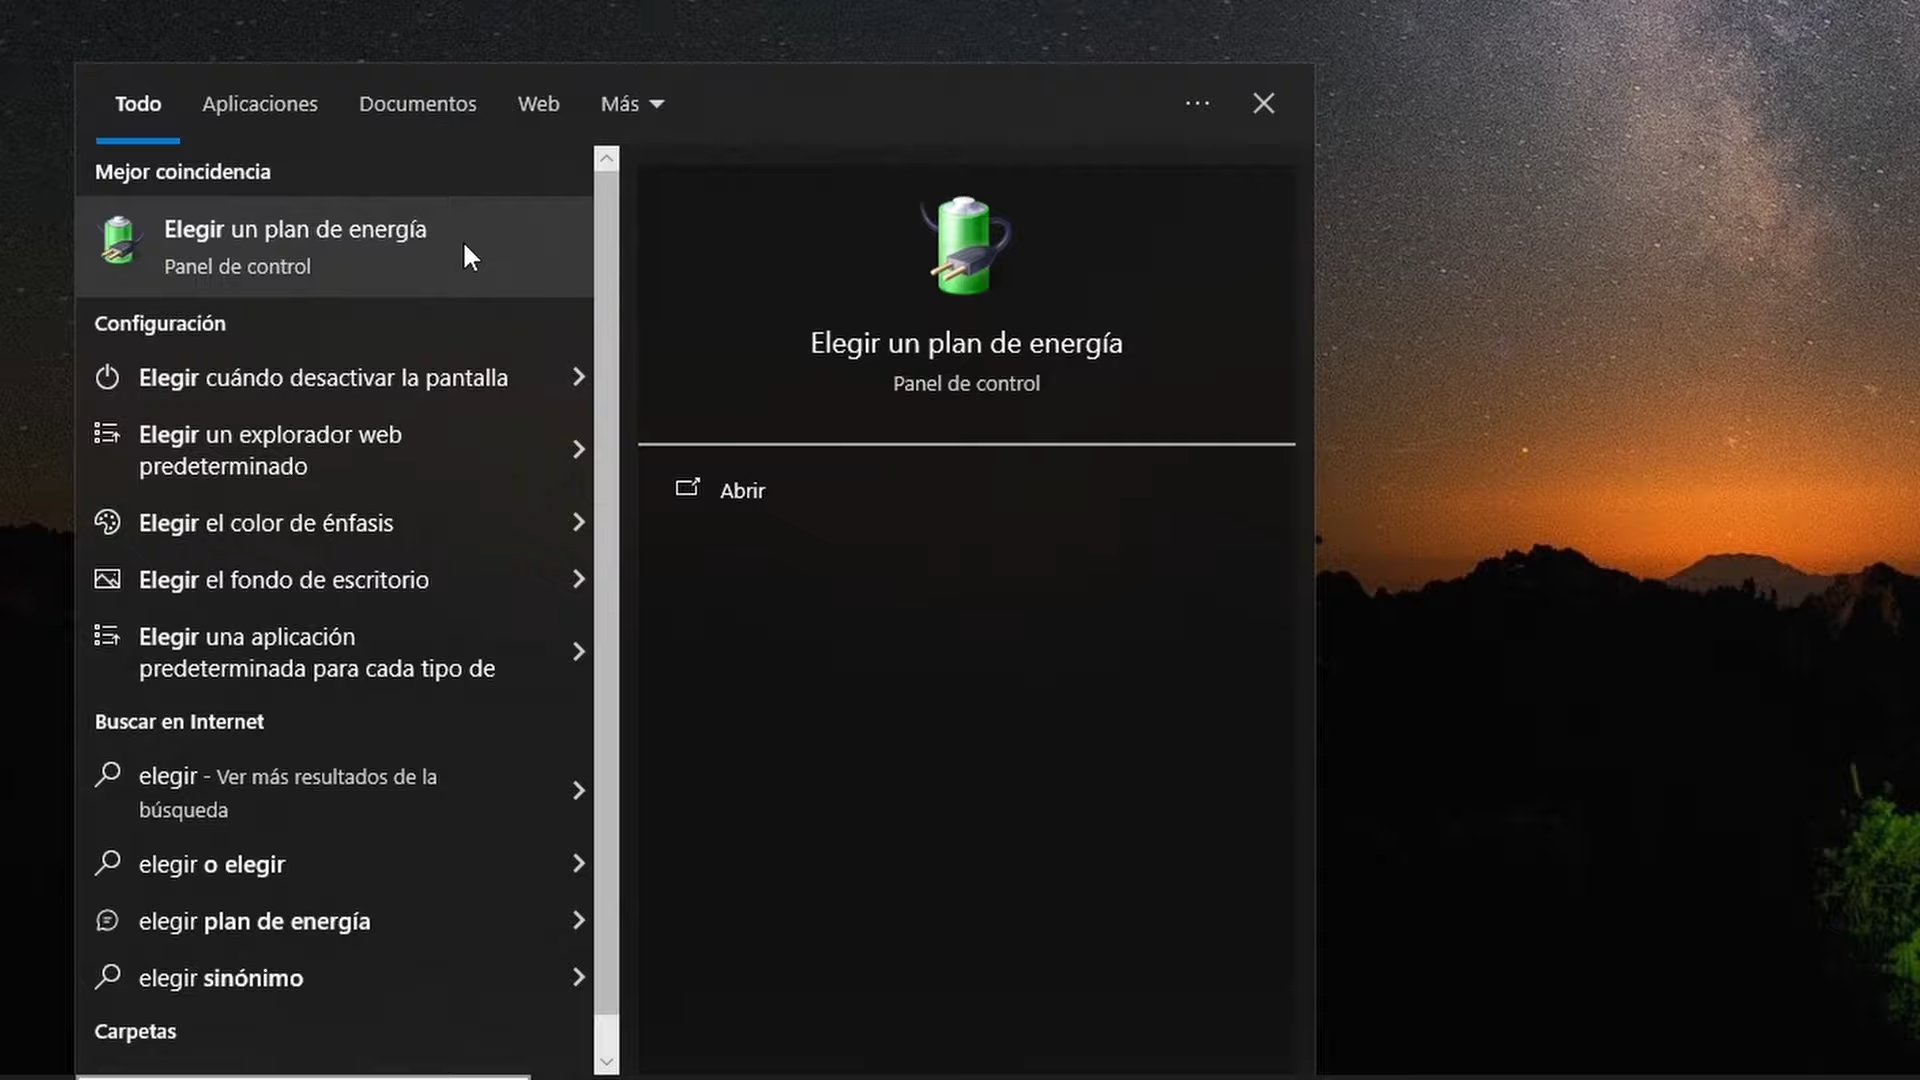 Todo Aplicaciones Documentos Web Más
Mejor coincidencia
Elegir un plan de energía
Panel de control
Configuración
Elegir cuándo desactivar la pantalla
Elegir un explorador web
predeterminado
Elegir el color de énfasis
Elegir el fondo de escritorio
Elegir una aplicación
predeterminada para cada tipo de
Buscar en Internet
elegir - Ver más resultados de la
búsqueda
elegir o elegir
elegir plan de energía
elegir sinónimo
Carpetas
Elegir un plan de energía
Panel de control
Abrir